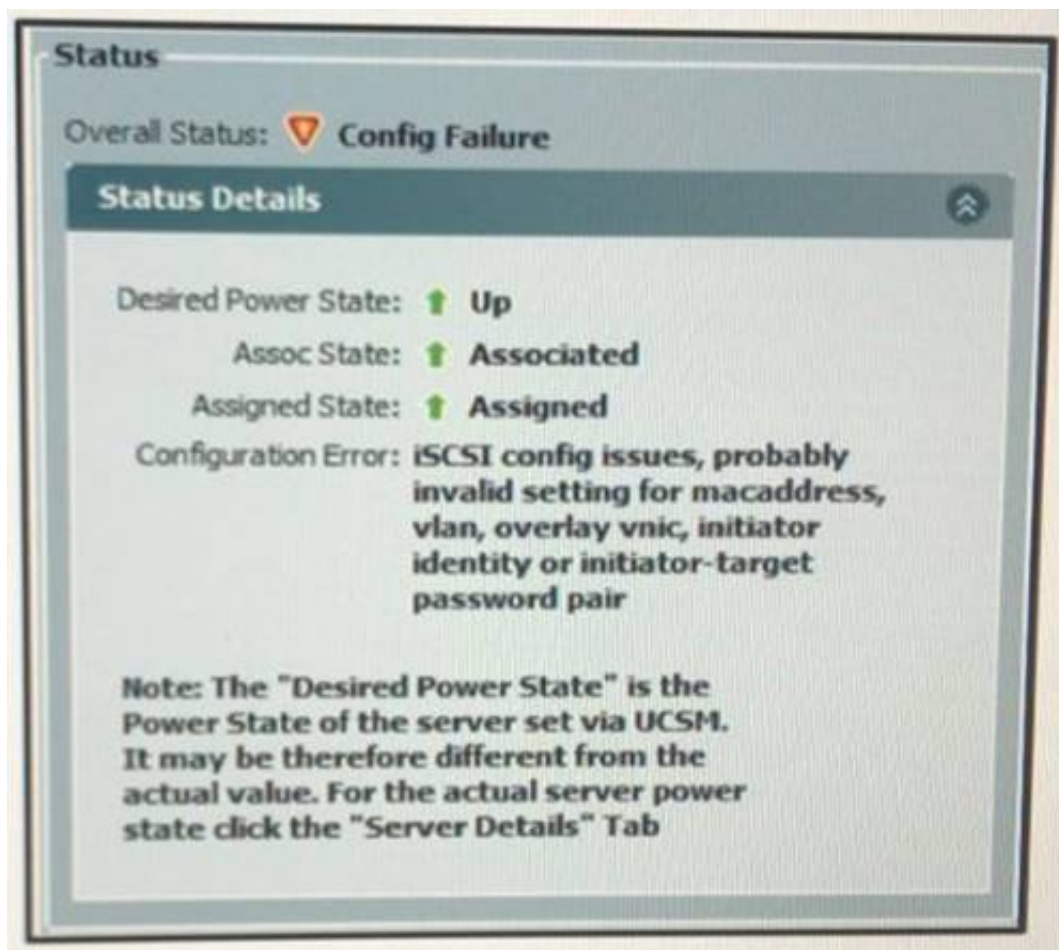 Status
Overall Status: Config Failure
Status Details
Desired Power State: Up
Assoc State: Associated
Assigned State: Assigned
Configuration Error: iSCSI config issues, probably
invalid setting for macaddress,
vlan, overlay vnic, initiator
identity or initiator-target
password pair
Note: The "Desired Power State" is the
Power State of the server set via UCSM.
It may be therefore different from the
actual value. For the actual server power
state click the "Server Details" Tab